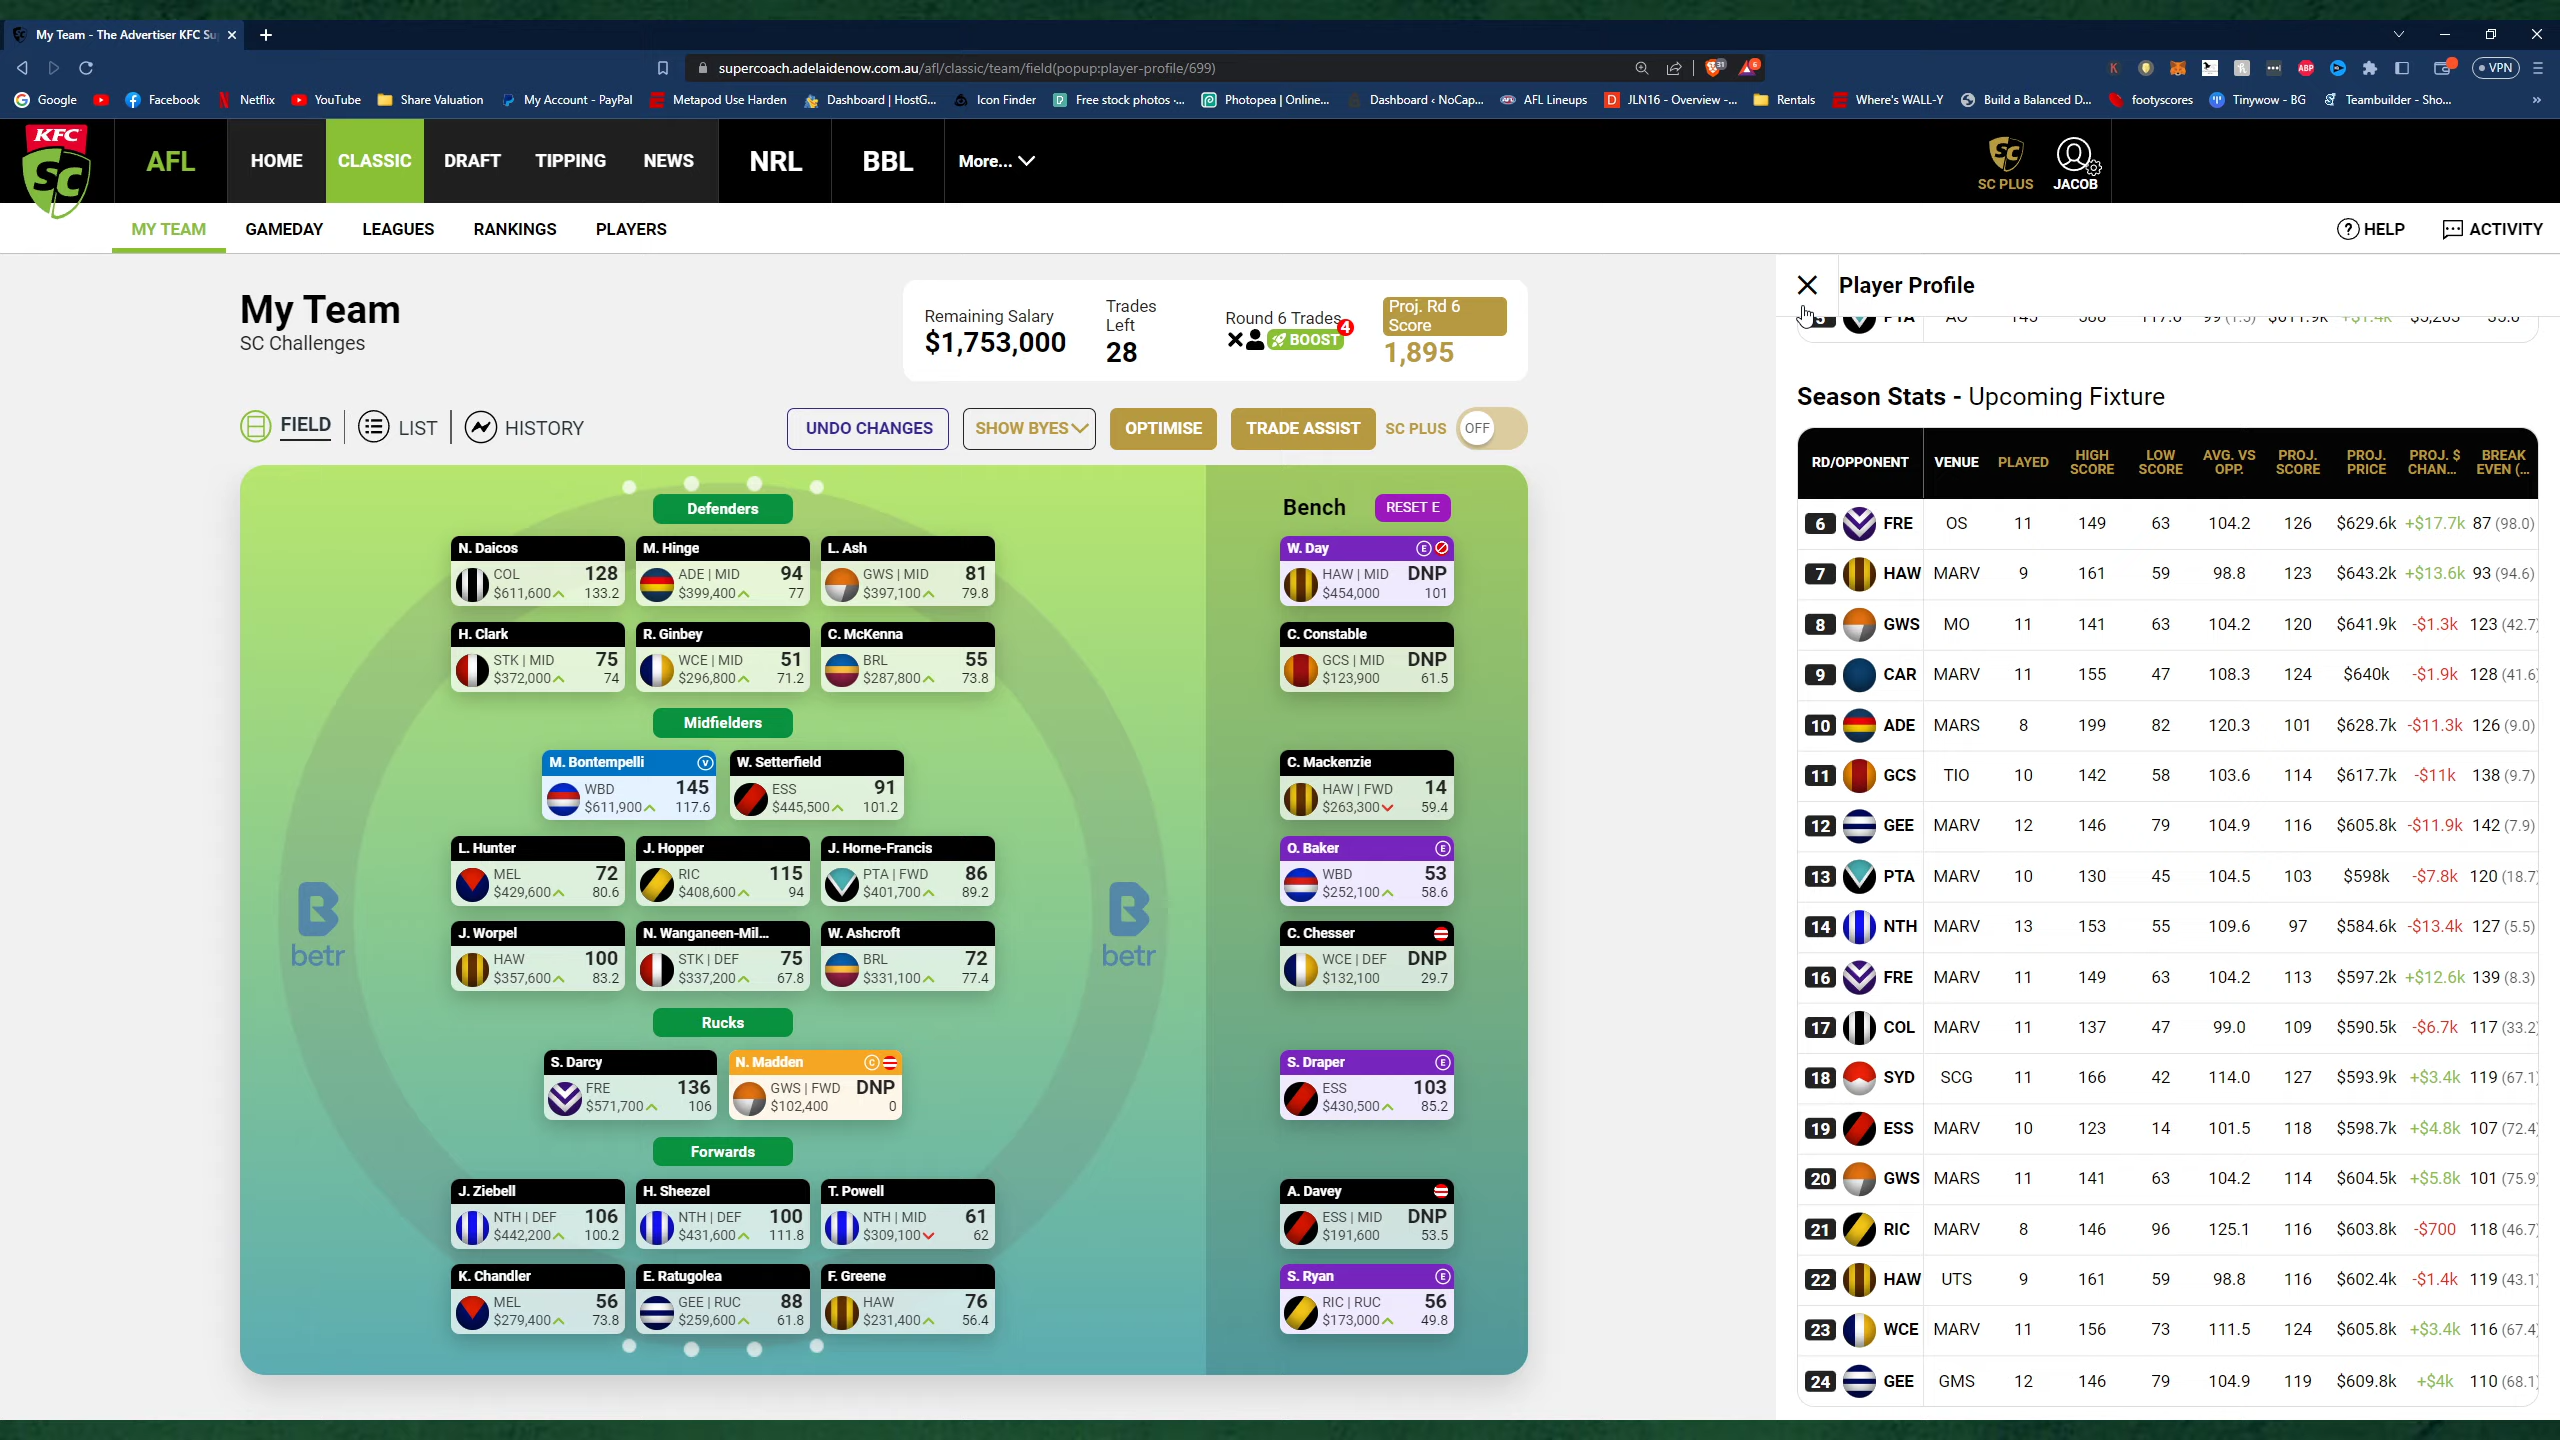 My Team - The Advertiser KFC Su
supercoach.adelaidenow.com.au/afl/classic/team/field(popup:player-profile/699)
VPN
Google Facebook Netflix YouTube Share Valuation My Account - PayPal Metapod Use Harden Dashboard | HostG... Icon Finder Free stock photos -... Photopea | Online... Dashboard ‹ NoCap... AFL Lineups JLN16 - Overview -... Rentals Where's WALL-Y Build a Balanced D... footyscores Tinywow - BG Teambuilder - Sho... »
KFC SC AFL HOME CLASSIC DRAFT TIPPING NEWS NRL BBL More... SC PLUS JACOB
MY TEAM GAMEDAY LEAGUES RANKINGS PLAYERS HELP ACTIVITY
My Team
SC Challenges
Remaining Salary
$1,753,000
Trades Left
28
Round 6 Trades
BOOST 4
Proj. Rd 6 Score
1,895
FIELD LIST HISTORY
UNDO CHANGES SHOW BYES OPTIMISE TRADE ASSIST SC PLUS OFF
Defenders
N. Daicos
COL 128
$611,600 133.2
M. Hinge
ADE | MID 94
$399,400 77
L. Ash
GWS | MID 81
$397,100 79.8
H. Clark
STK | MID 75
$372,000 74
R. Ginbey
WCE | MID 51
$296,800 71.2
C. McKenna
BRL 55
$287,800 73.8
Midfielders
M. Bontempelli V
WBD 145
$611,900 117.6
W. Setterfield
ESS 91
$445,500 101.2
L. Hunter
MEL 72
$429,600 80.6
J. Hopper
RIC 115
$408,600 94
J. Horne-Francis
PTA | FWD 86
$401,700 89.2
J. Worpel
HAW 100
$357,600 83.2
N. Wanganeen-Mil...
STK | DEF 75
$337,200 67.8
W. Ashcroft
BRL 72
$331,100 77.4
betr
betr
Rucks
S. Darcy
FRE 136
$571,700 106
N. Madden C
GWS | FWD DNP
$102,400 0
Forwards
J. Ziebell
NTH | DEF 106
$442,200 100.2
H. Sheezel
NTH | DEF 100
$431,600 111.8
T. Powell
NTH | MID 61
$309,100 62
K. Chandler
MEL 56
$279,400 73.8
E. Ratugolea
GEE | RUC 88
$259,600 61.8
F. Greene
HAW 76
$231,400 56.4
Bench RESET E
W. Day E
HAW | MID DNP
$454,000 101
C. Constable
GCS | MID DNP
$123,900 61.5
C. Mackenzie
HAW | FWD 14
$263,300 59.4
O. Baker E
WBD 53
$252,100 58.6
C. Chesser
WCE | DEF DNP
$132,100 29.7
S. Draper E
ESS 103
$430,500 85.2
A. Davey
ESS | MID DNP
$191,600 53.5
S. Ryan E
RIC | RUC 56
$173,000 49.8
Player Profile
Season Stats - Upcoming Fixture
RD/OPPONENT VENUE PLAYED HIGH SCORE LOW SCORE AVG. VS OPP. PROJ. SCORE PROJ. PRICE PROJ. $ CHAN... BREAK EVEN (...
6 FRE OS 11 149 63 104.2 126 $629.6k +$17.7k 87 (98.0)
7 HAW MARV 9 161 59 98.8 123 $643.2k +$13.6k 93 (94.6)
8 GWS MO 11 141 63 104.2 120 $641.9k -$1.3k 123 (42.7
9 CAR MARV 11 155 47 108.3 124 $640k -$1.9k 128 (41.6
10 ADE MARS 8 199 82 120.3 101 $628.7k -$11.3k 126 (9.0)
11 GCS TIO 10 142 58 103.6 114 $617.7k -$11k 138 (9.7)
12 GEE MARV 12 146 79 104.9 116 $605.8k -$11.9k 142 (7.9)
13 PTA MARV 10 130 45 104.5 103 $598k -$7.8k 120 (18.7
14 NTH MARV 13 153 55 109.6 97 $584.6k -$13.4k 127 (5.5)
16 FRE MARV 11 149 63 104.2 113 $597.2k +$12.6k 139 (8.3)
17 COL MARV 11 137 47 99.0 109 $590.5k -$6.7k 117 (33.2
18 SYD SCG 11 166 42 114.0 127 $593.9k +$3.4k 119 (67.1
19 ESS MARV 10 123 14 101.5 118 $598.7k +$4.8k 107 (72.4
20 GWS MARS 11 141 63 104.2 114 $604.5k +$5.8k 101 (75.9
21 RIC MARV 8 146 96 125.1 116 $603.8k -$700 118 (46.7
22 HAW UTS 9 161 59 98.8 116 $602.4k -$1.4k 119 (43.1
23 WCE MARV 11 156 73 111.5 124 $605.8k +$3.4k 116 (67.4
24 GEE GMS 12 146 79 104.9 119 $609.8k +$4k 110 (68.1